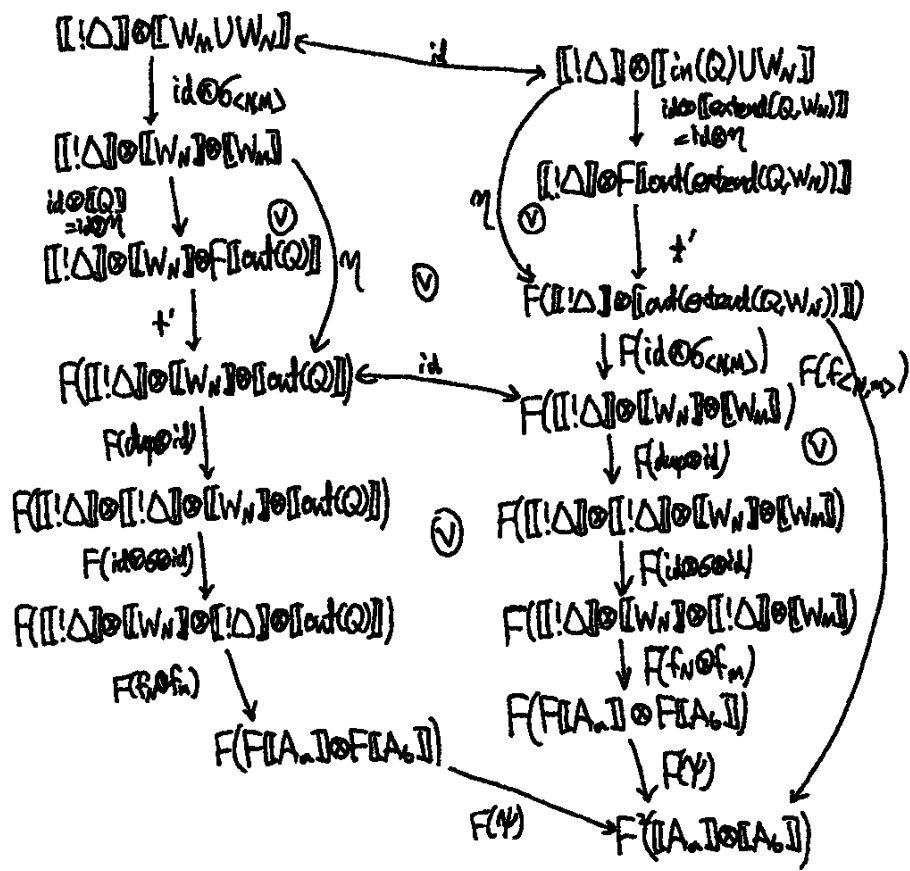 ⟦!Δ⟧⊗⟦W_M∪W_N⟧
id
⟦!Δ⟧⊗⟦in(Q)∪W_N⟧
id⊗σ_<N,M>
id⊗⟦extend(Q,W_N)⟧
=id⊗η
⟦!Δ⟧⊗⟦W_N⟧⊗⟦W_M⟧
⟦!Δ⟧⊗F⟦out(extend(Q,W_N))⟧
id⊗⟦Q⟧
=id⊗η
✓
η
η
✓
⟦!Δ⟧⊗⟦W_N⟧⊗F⟦out(Q)⟧
✓
t'
t'
F(⟦!Δ⟧⊗⟦out(extend(Q,W_N))⟧)
F(id⊗σ_<N,M>)
F(f_<N,M>)
F(⟦!Δ⟧⊗⟦W_N⟧⊗⟦out(Q)⟧)
id
F(⟦!Δ⟧⊗⟦W_N⟧⊗⟦W_M⟧)
F(dup⊗id)
F(dup⊗id)
✓
F(⟦!Δ⟧⊗⟦!Δ⟧⊗⟦W_N⟧⊗⟦out(Q)⟧)
✓
F(⟦!Δ⟧⊗⟦!Δ⟧⊗⟦W_N⟧⊗⟦W_M⟧)
F(id⊗σ⊗id)
F(id⊗σ⊗id)
F(⟦!Δ⟧⊗⟦W_N⟧⊗⟦!Δ⟧⊗⟦out(Q)⟧)
F(⟦!Δ⟧⊗⟦W_N⟧⊗⟦!Δ⟧⊗⟦W_M⟧)
F(f_N⊗f_M)
F(f_N⊗f_M)
F(F⟦A_a⟧⊗F⟦A_b⟧)
F(F⟦A_a⟧⊗F⟦A_b⟧)
F(ψ)
F(ψ)
F²(⟦A_a⟧⊗⟦A_b⟧)